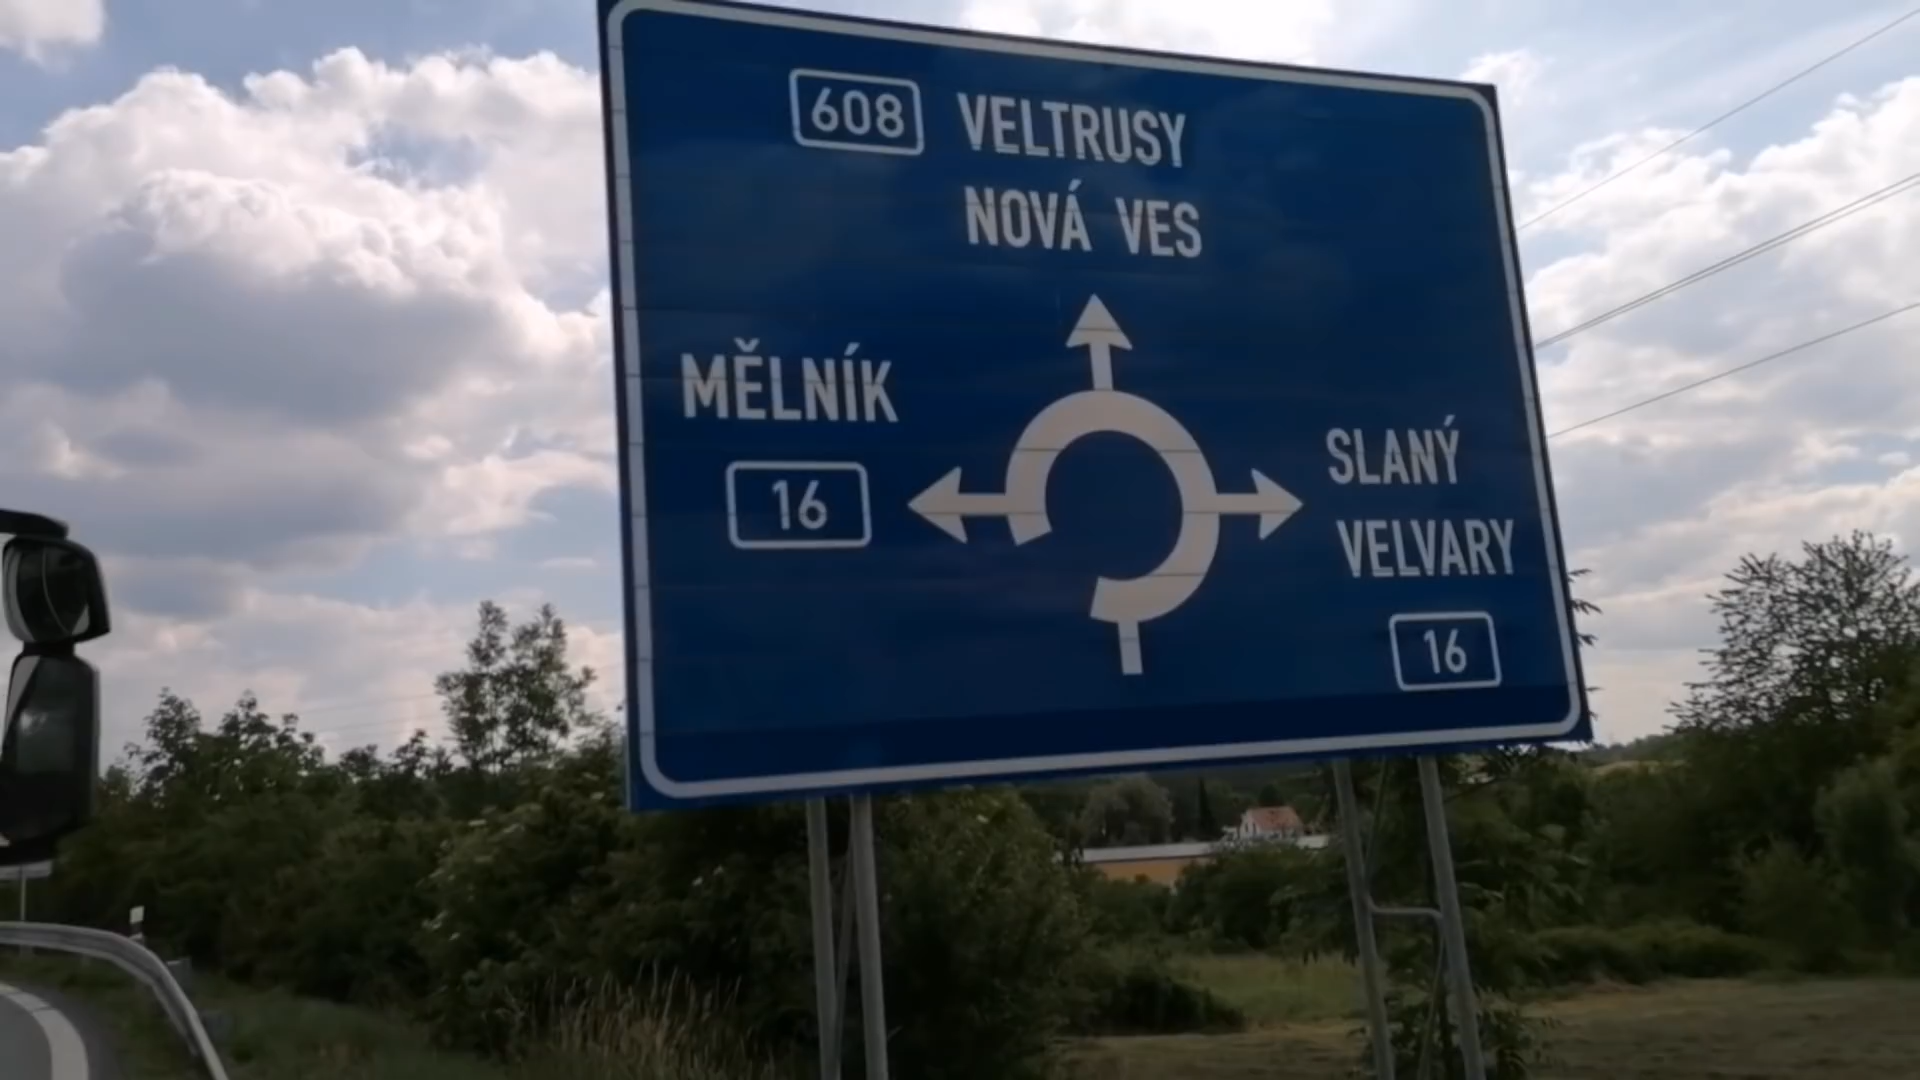 608 VELTRUSY
NOVÁ VES
MĚLNÍK
16
SLANÝ
VELVARY
16